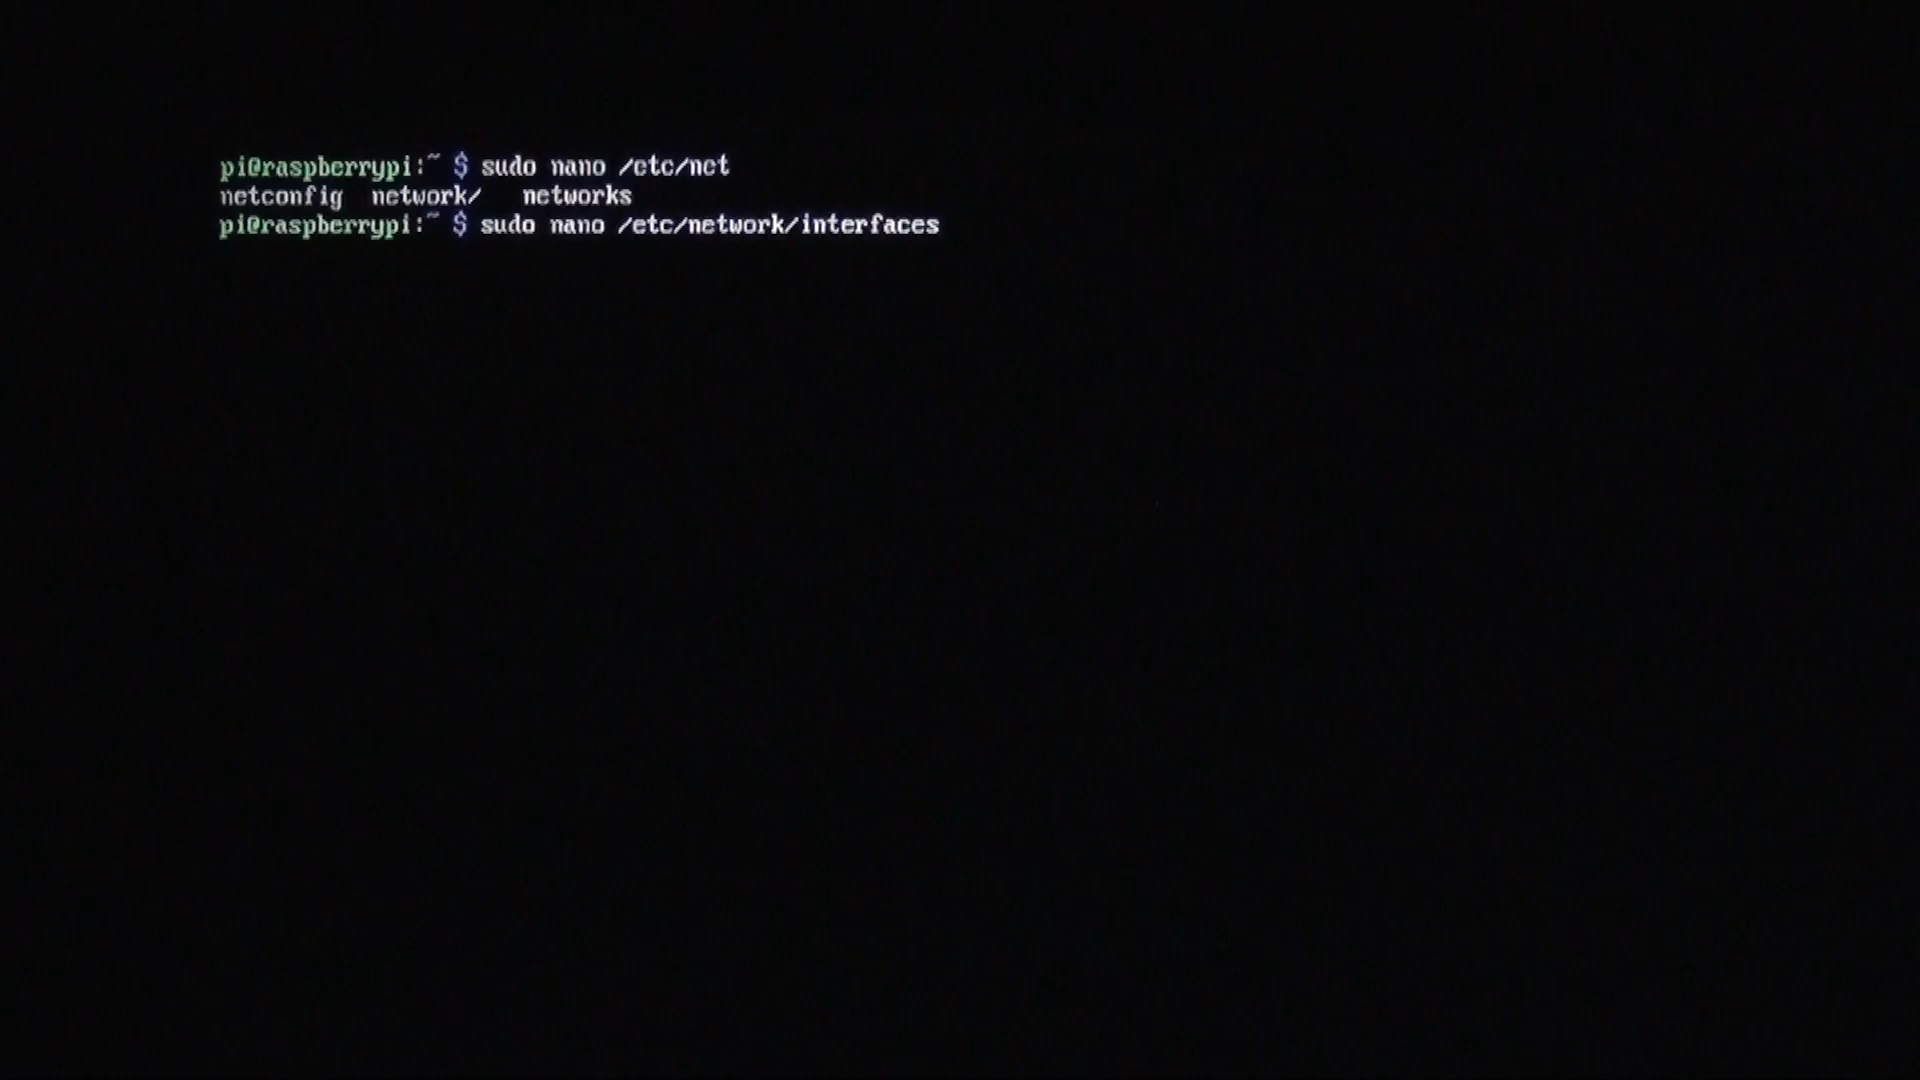 pi@raspberrypi:~ $ sudo nano /etc/net
netconfig  network/   networks
pi@raspberrypi:~ $ sudo nano /etc/network/interfaces